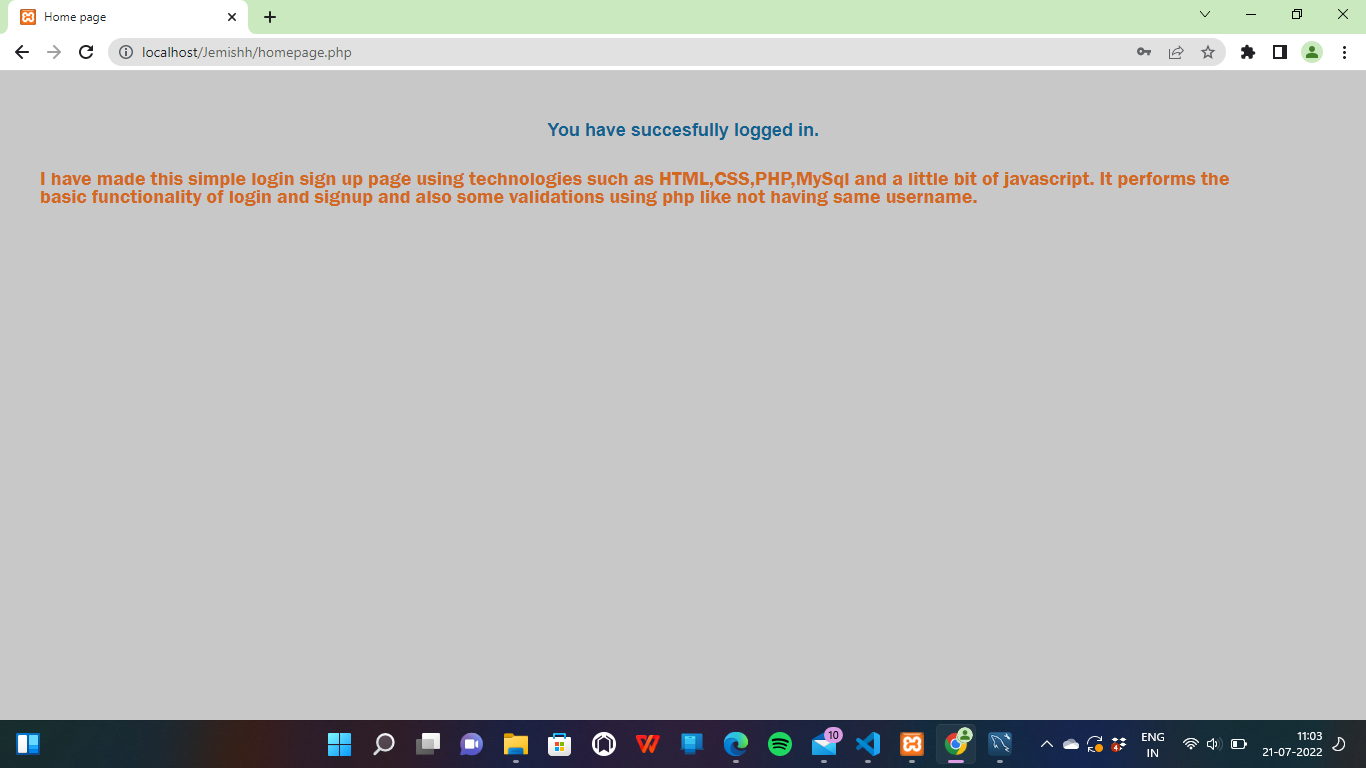 Home page
localhost/Jemishh/homepage.php
You have succesfully logged in.
I have made this simple login sign up page using technologies such as HTML,CSS,PHP,MySql and a little bit of javascript. It performs the
basic functionality of login and signup and also some validations using php like not having same username.
10
4
ENG
IN
11:03
21-07-2022